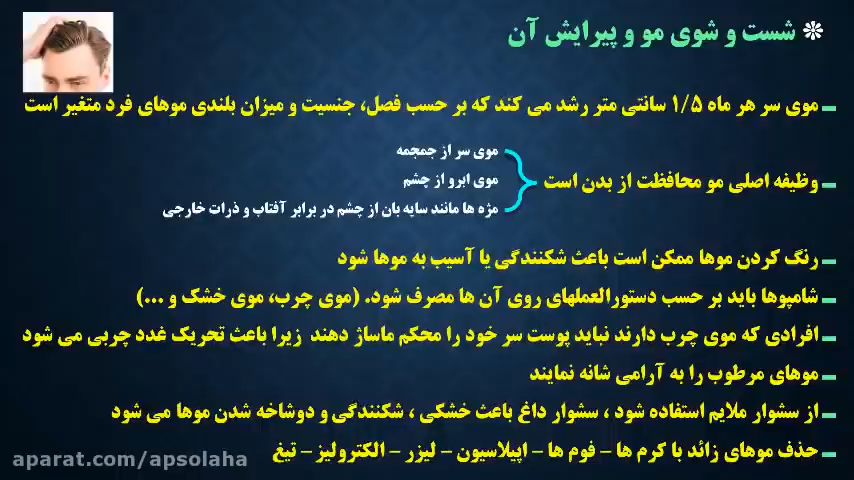 ❊ شست و شوی مو و پیرایش آن
موی سر هر ماه ۱/۵ سانتی متر رشد می کند که بر حسب فصل، جنسیت و میزان بلندی موهای فرد متغیر است
وظیفه اصلی مو محافظت از بدن است
موی سر از جمجمه
موی ابرو از چشم
مژه ها مانند سایه بان از چشم در برابر آفتاب و ذرات خارجی
رنگ کردن موها ممکن است باعث شکنندگی یا آسیب به موها شود
شامپوها باید بر حسب دستورالعملهای روی آن ها مصرف شود. (موی چرب، موی خشک و ...)
افرادی که موی چرب دارند نباید پوست سر خود را محکم ماساژ دهند زیرا باعث تحریک غدد چربی می شود
موهای مرطوب را به آرامی شانه نمایند
از سشوار ملایم استفاده شود ، سشوار داغ باعث خشکی ، شکنندگی و دوشاخه شدن موها می شود
حذف موهای زائد با کرم ها – فوم ها – اپیلاسیون – لیزر – الکترولیز – تیغ
aparat.com/apsolaha